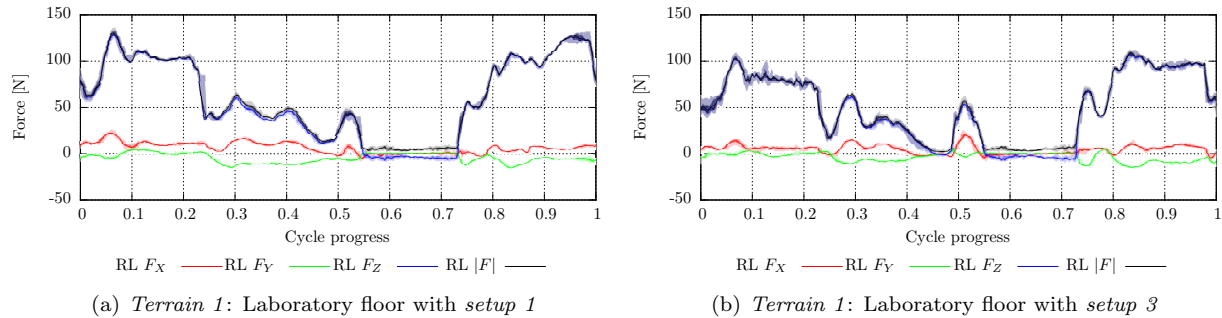 150
100
50
0
-50
Force [N]
0 0.1 0.2 0.3 0.4 0.5 0.6 0.7 0.8 0.9 1
Cycle progress
RL F_X RL F_Y RL F_Z RL |F|
(a) Terrain 1: Laboratory floor with setup 1
150
100
50
0
-50
Force [N]
0 0.1 0.2 0.3 0.4 0.5 0.6 0.7 0.8 0.9 1
Cycle progress
RL F_X RL F_Y RL F_Z RL |F|
(b) Terrain 1: Laboratory floor with setup 3